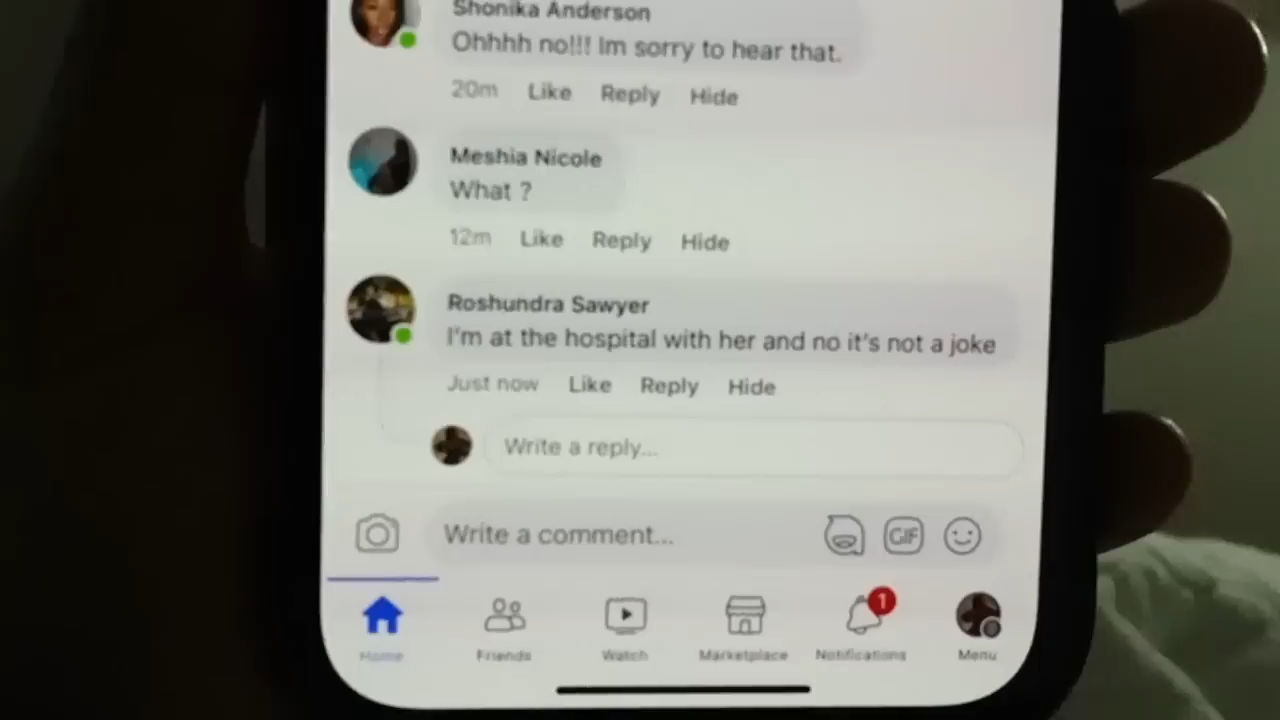 Shonika Anderson
Ohhhh no!!! Im sorry to hear that.
20m Like Reply Hide
Meshia Nicole
What ?
12m Like Reply Hide
Roshundra Sawyer
I'm at the hospital with her and no it's not a joke
Just now Like Reply Hide
Write a reply...
Write a comment... GIF
1
Home Friends Watch Marketplace Notifications Menu